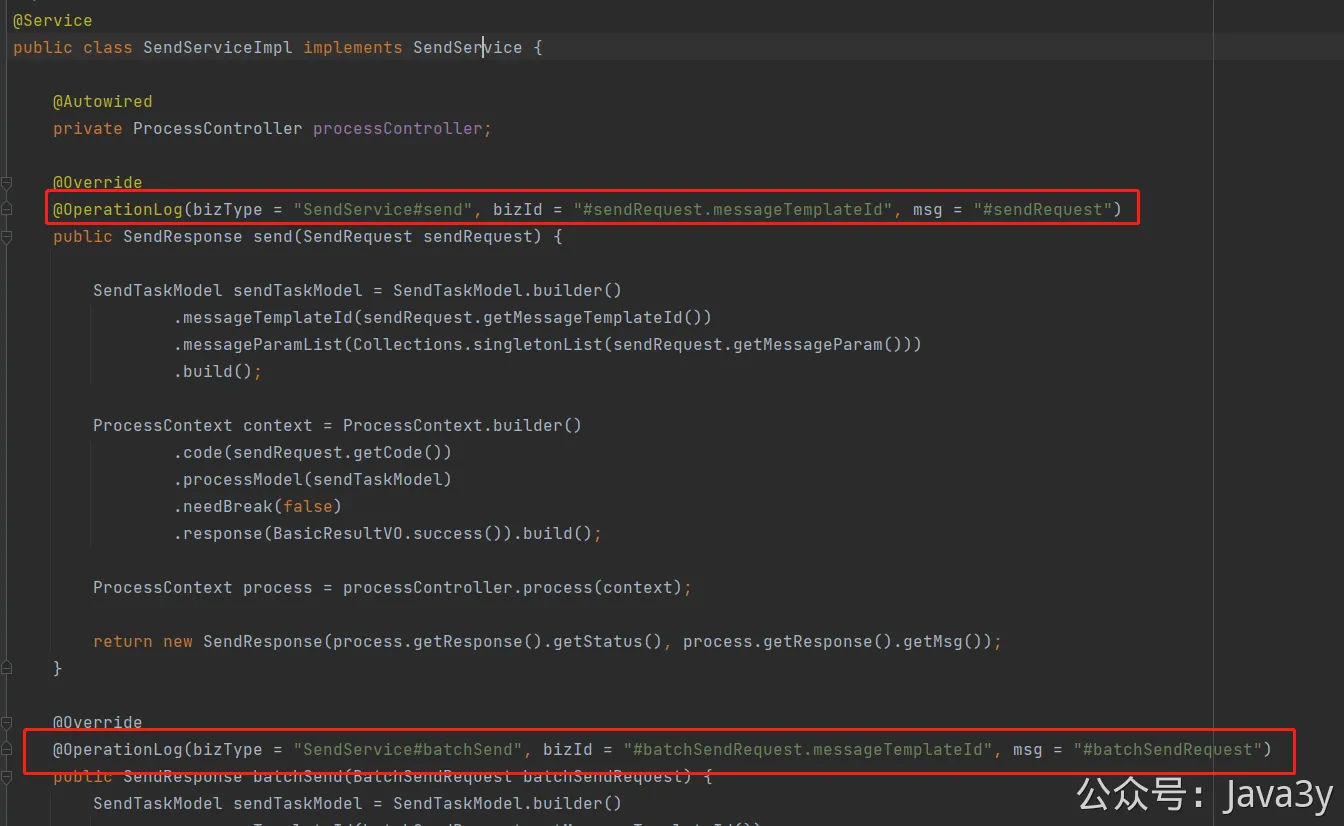 @Service
public class SendServiceImpl implements SendService {
@Autowired
private ProcessController processController;
@Override
@OperationLog(bizType = "SendService#send", bizId = "#sendRequest.messageTemplateId", msg = "#sendRequest")
public SendResponse send(SendRequest sendRequest) {
SendTaskModel sendTaskModel = SendTaskModel.builder()
.messageTemplateId(sendRequest.getMessageTemplateId())
.messageParamList(Collections.singletonList(sendRequest.getMessageParam()))
.build();
ProcessContext context = ProcessContext.builder()
.code(sendRequest.getCode())
.processModel(sendTaskModel)
.needBreak(false)
.response(BasicResultVO.success()).build();
ProcessContext process = processController.process(context);
return new SendResponse(process.getResponse().getStatus(), process.getResponse().getMsg());
}
@Override
@OperationLog(bizType = "SendService#batchSend", bizId = "#batchSendRequest.messageTemplateId", msg = "#batchSendRequest")
public SendResponse batchSend(BatchSendRequest batchSendRequest) {
SendTaskModel sendTaskModel = SendTaskModel.builder()
公众号：Java3y